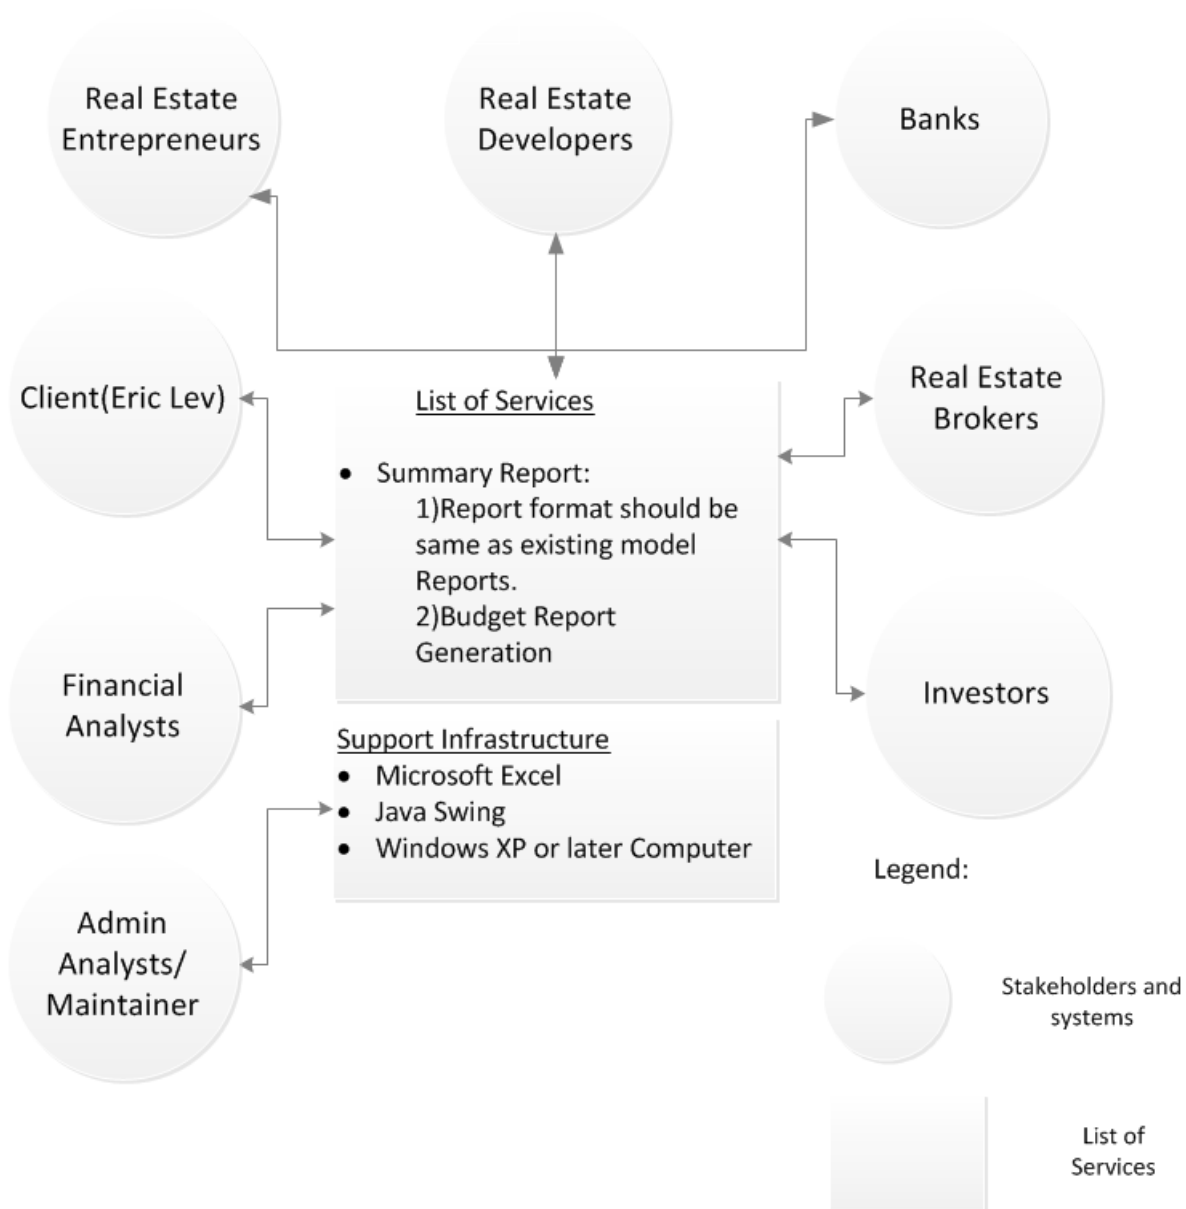 Real Estate
Entrepreneurs
Real Estate
Developers
Banks
Client(Eric Lev)
List of Services
• Summary Report:
1)Report format should be
same as existing model
Reports.
2)Budget Report
Generation
Real Estate
Brokers
Financial
Analysts
Investors
Support Infrastructure
• Microsoft Excel
• Java Swing
• Windows XP or later Computer
Admin
Analysts/
Maintainer
Legend:
Stakeholders and
systems
List of
Services